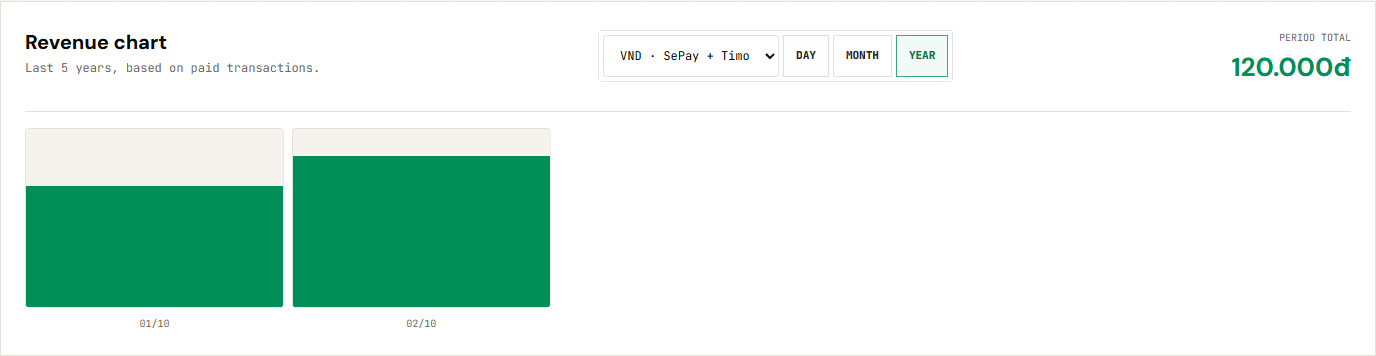 Revenue chart
Last 5 years, based on paid transactions.
VND · SePay + Timo
DAY
MONTH
YEAR
PERIOD TOTAL
120.000đ
01/10
02/10